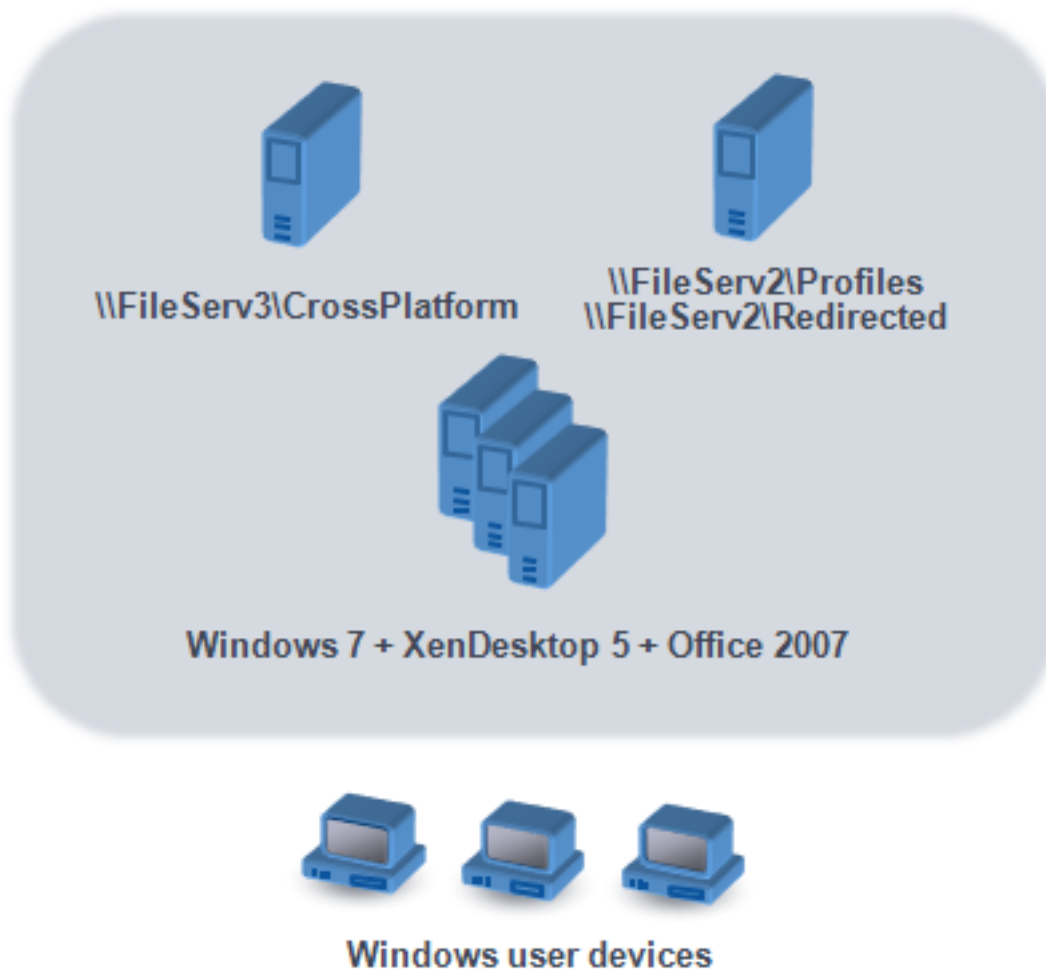 \\FileServ3\CrossPlatform
\\FileServ2\Profiles
\\FileServ2\Redirected
Windows 7 + XenDesktop 5 + Office 2007
Windows user devices